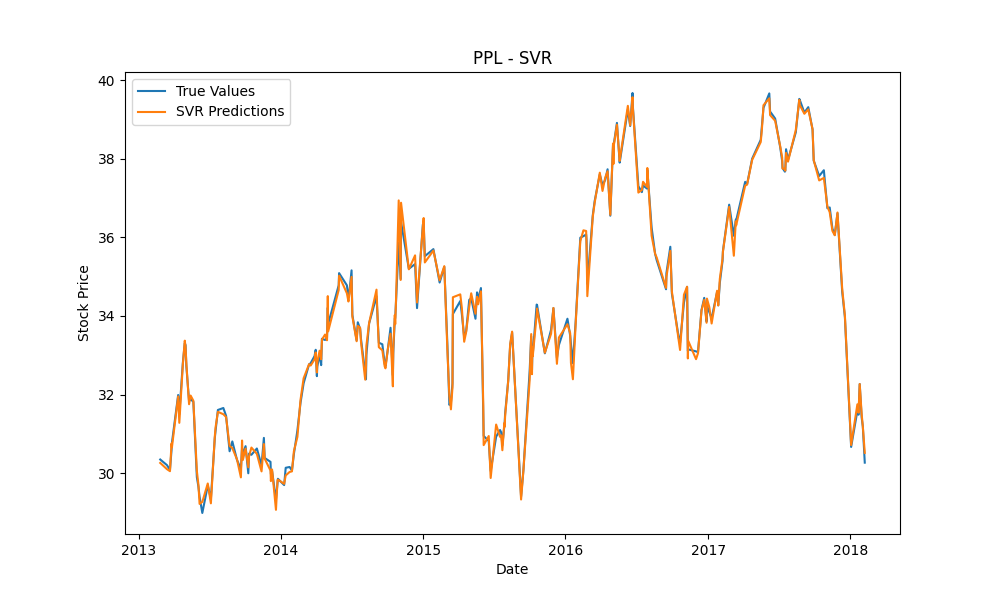 PPL - SVR
True Values
SVR Predictions
40
38
36
34
32
30
Stock Price
2013
2014
2015
2016
2017
2018
Date